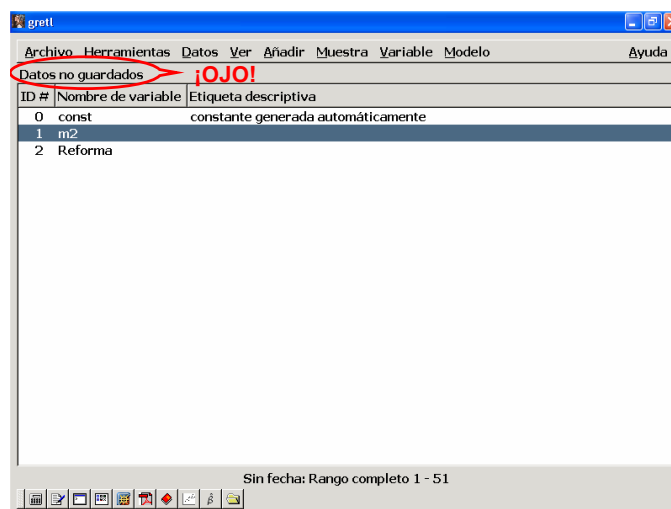 gretl
Archivo Herramientas Datos Ver Añadir Muestra Variable Modelo Ayuda
Datos no guardados ¡OJO!
ID # Nombre de variable Etiqueta descriptiva
0 const constante generada automáticamente
1 m2
2 Reforma
Sin fecha: Rango completo 1 - 51
β